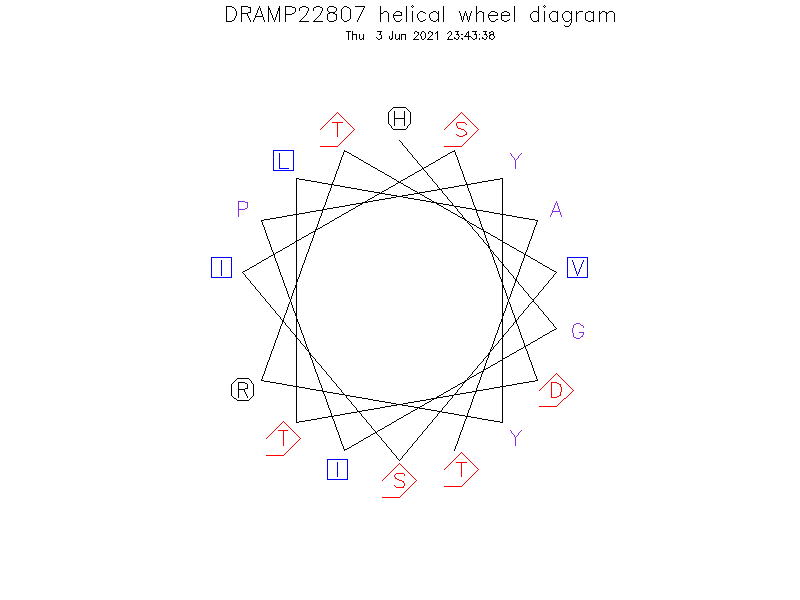 DRAMP22807 helical wheel diagram
Thu 3 Jun 2021 23:43:38
H
T S
L Y
P A
I V
G
R D
T Y
I T
S